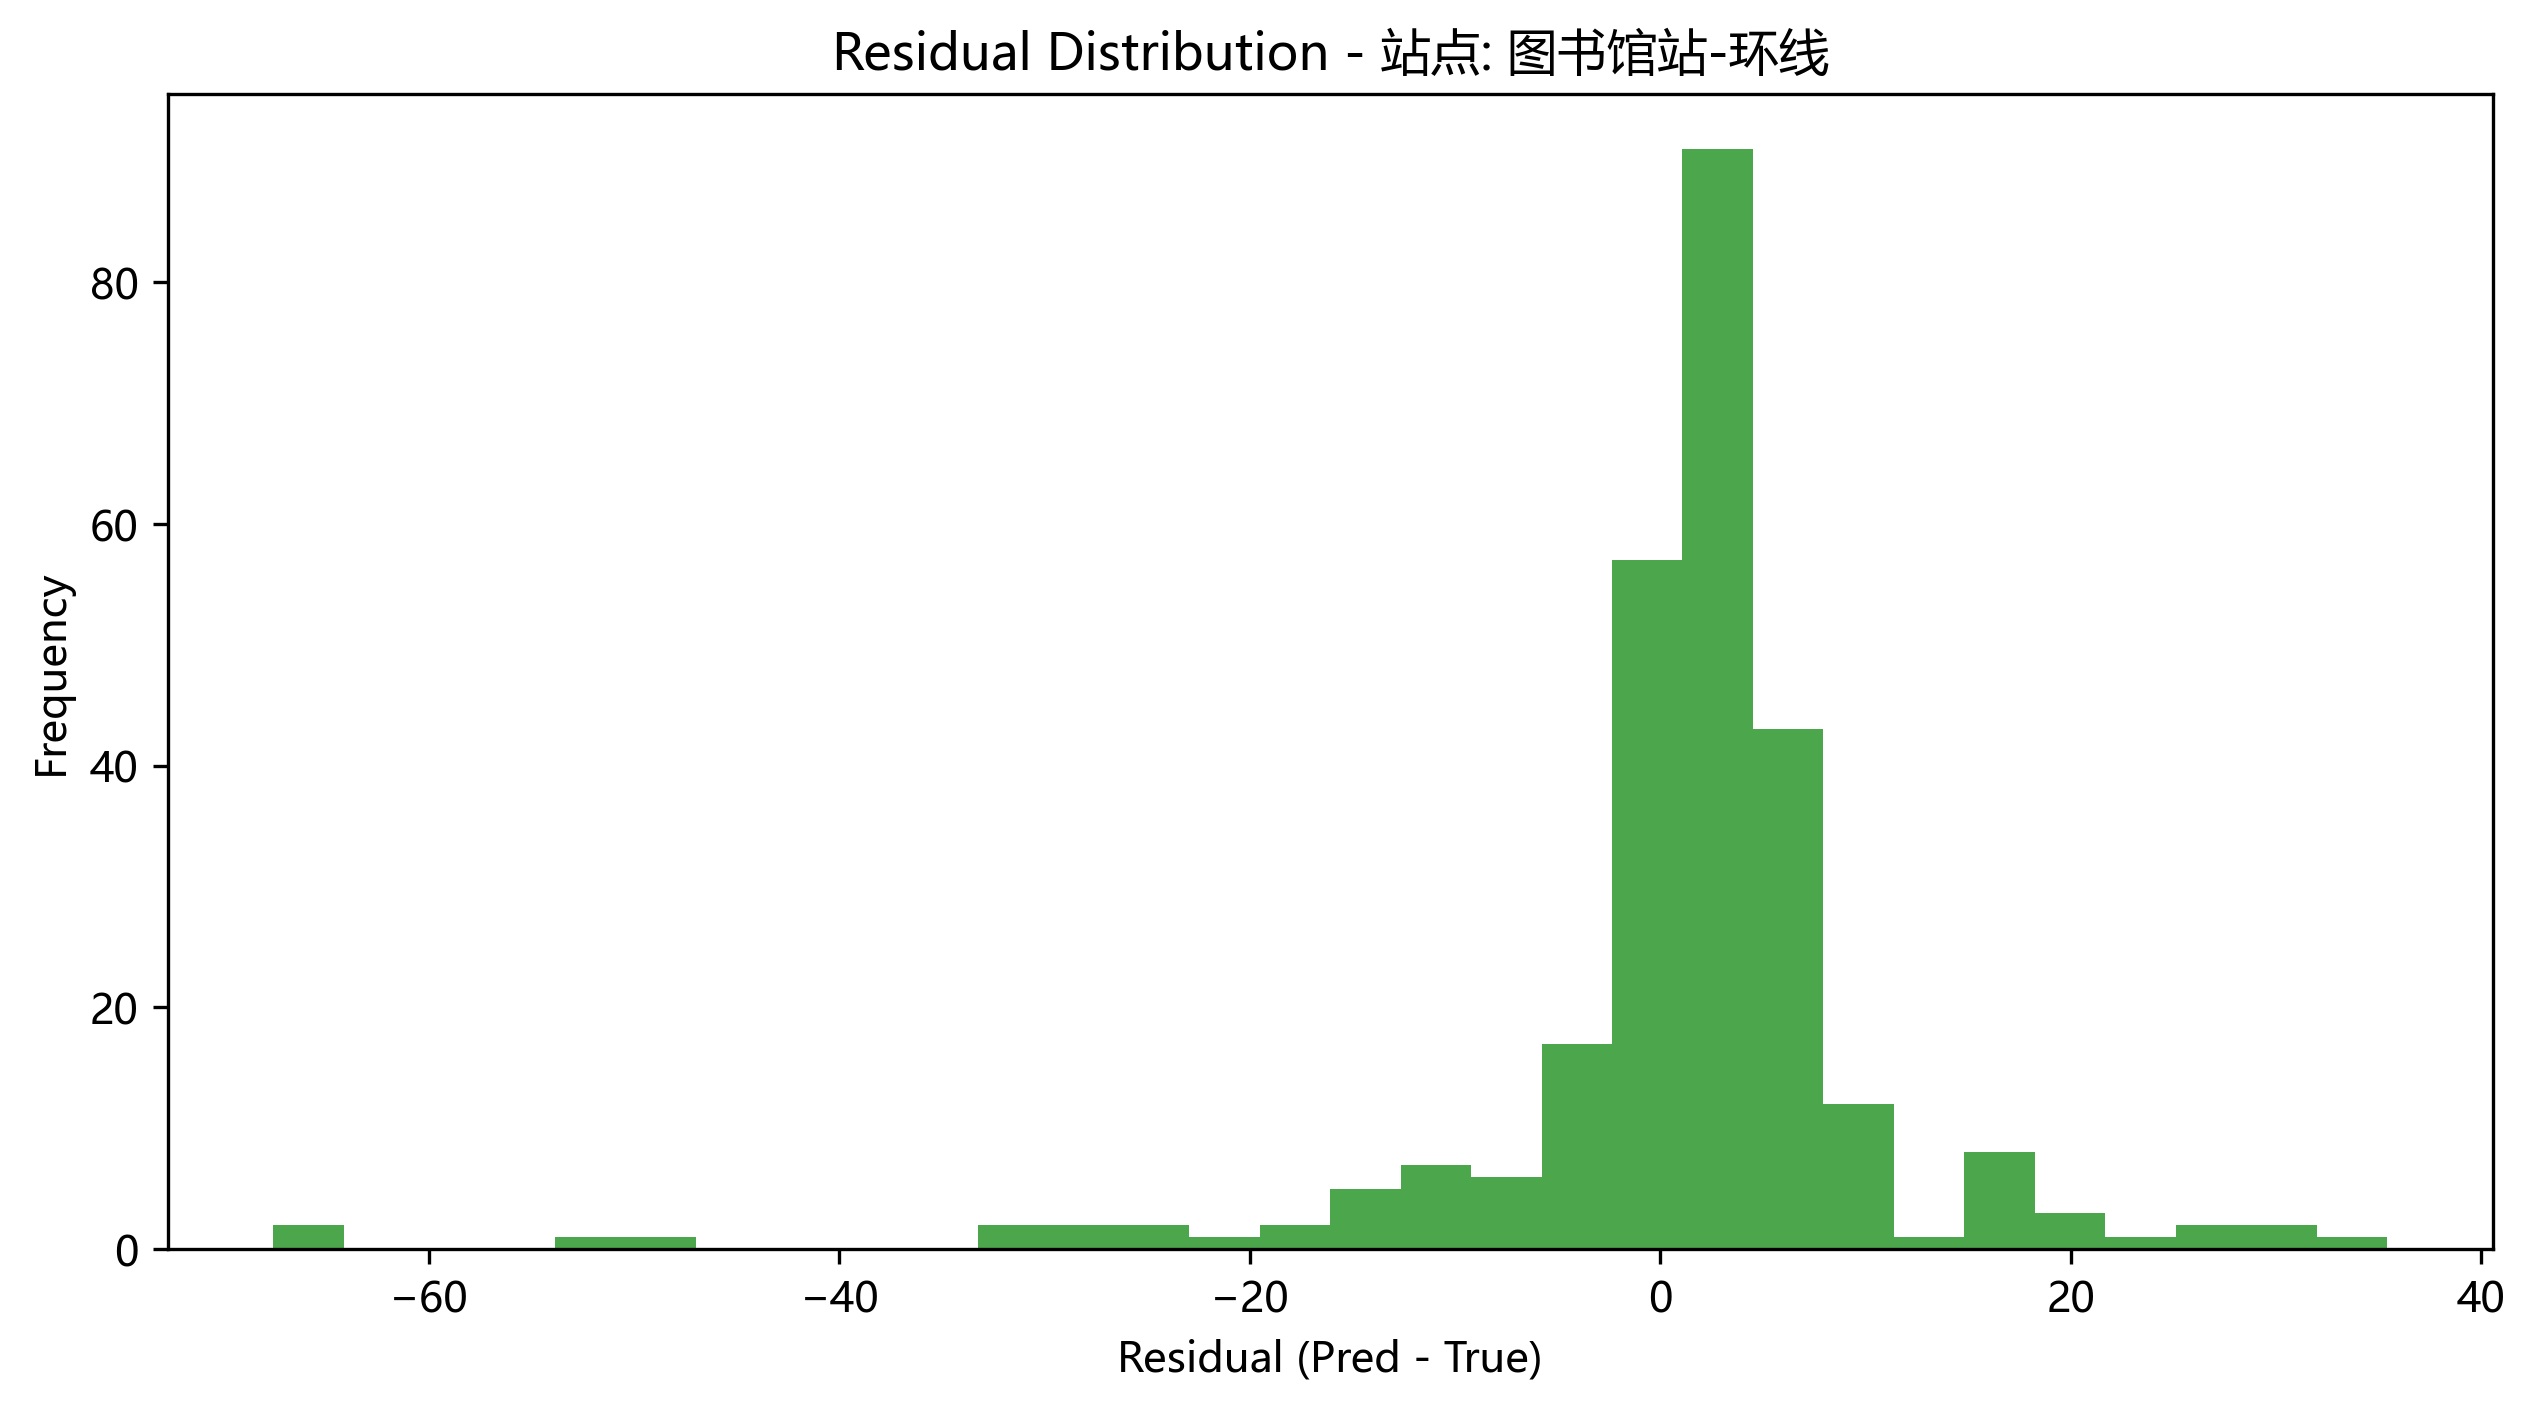 Residual Distribution - 站点: 图书馆站-环线
80
60
40
20
0
Frequency
−60 −40 −20 0 20 40
Residual (Pred - True)